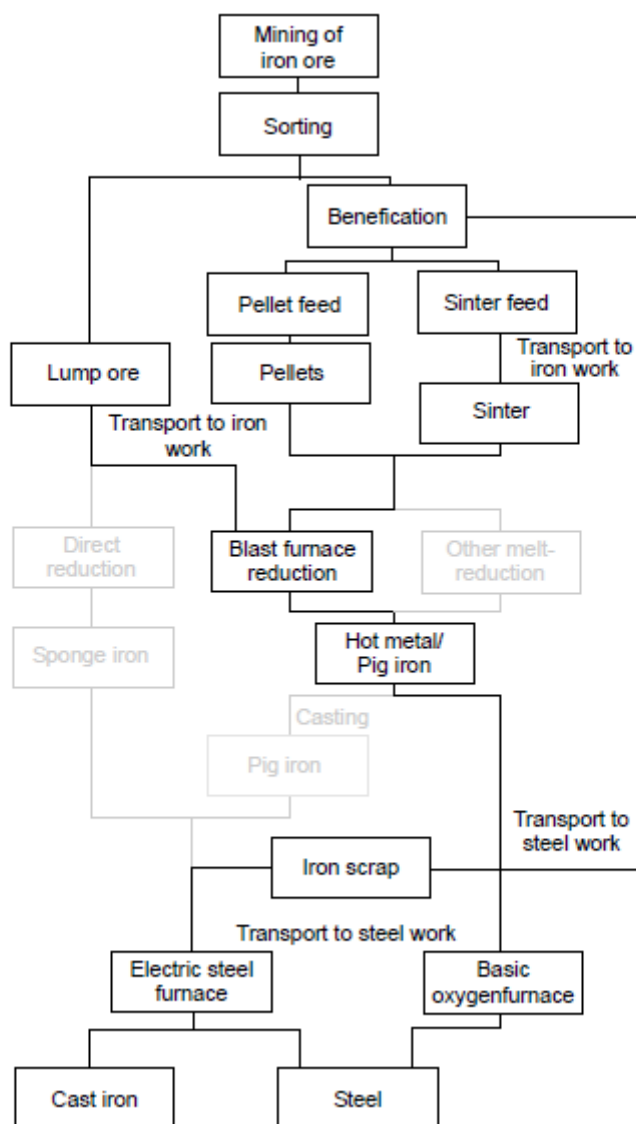 Mining of
iron ore
Sorting
Benefication
Pellet feed
Sinter feed
Transport to
iron work
Lump ore
Pellets
Sinter
Transport to iron
work
Direct
reduction
Blast furnace
reduction
Other melt-
reduction
Sponge iron
Hot metal/
Pig iron
Casting
Pig iron
Transport to
steel work
Iron scrap
Transport to steel work
Electric steel
furnace
Basic
oxygenfurnace
Cast iron
Steel